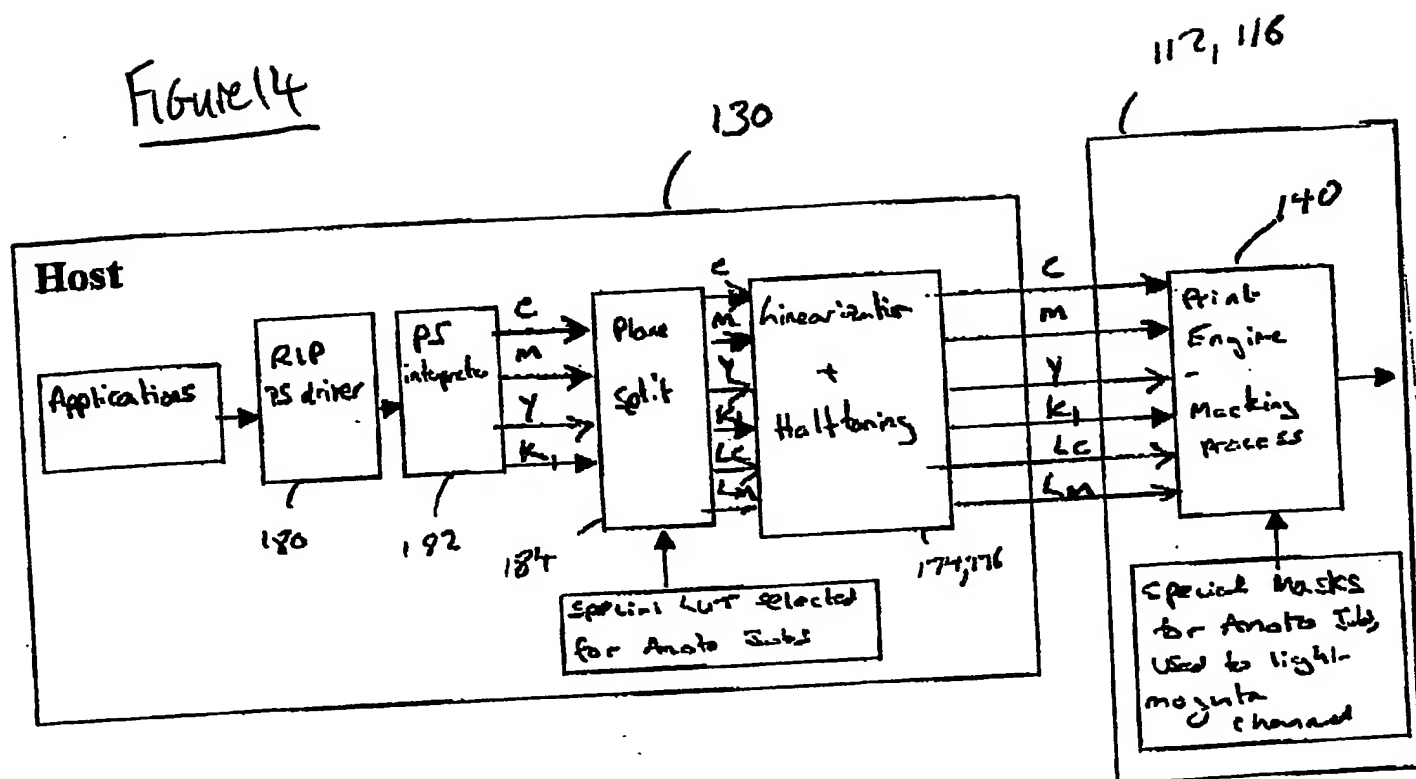 Figure 14
112, 116
130
140
Host
Applications
RIP
PS driver
PS
interpreter
C
M
Y
K1
Plane
Split
C
M
Y
K1
Lc
Lm
Linearization
+
Halftoning
C
M
Y
K1
Lc
Lm
Print
Engine
-
Masking
Process
180
182
184
174, 176
Special LUT selected
for Anoto Jobs
Special Masks
for Anoto Jobs,
used to light
magenta
channel